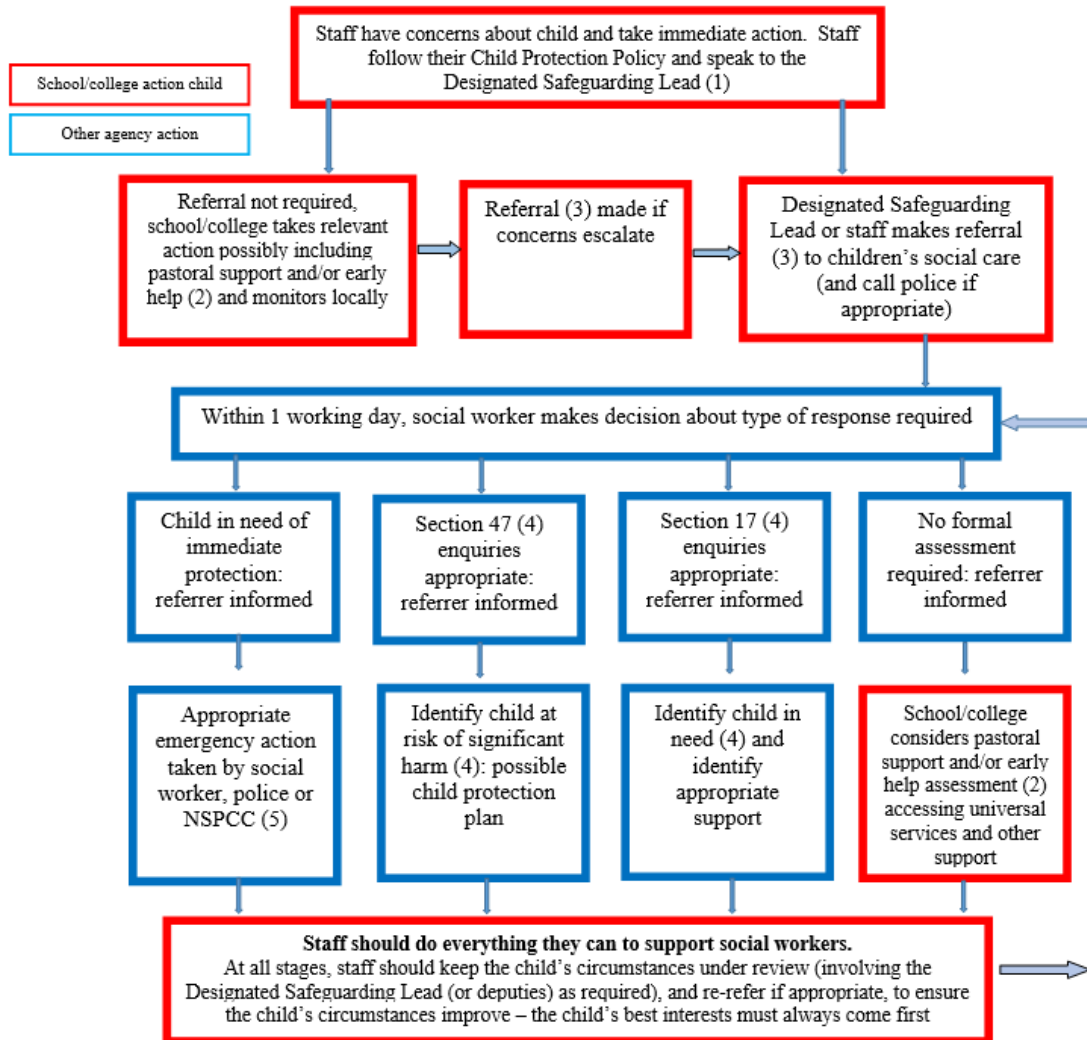 Staff have concerns about child and take immediate action.  Staff
follow their Child Protection Policy and speak to the
Designated Safeguarding Lead (1)
School/college action child
Other agency action
Referral not required,
school/college takes relevant
action possibly including
pastoral support and/or early
help (2) and monitors locally
Referral (3) made if
concerns escalate
Designated Safeguarding
Lead or staff makes referral
(3) to children’s social care
(and call police if
appropriate)
Within 1 working day, social worker makes decision about type of response required
Child in need of
immediate
protection:
referrer informed
Section 47 (4)
enquiries
appropriate:
referrer informed
Section 17 (4)
enquiries
appropriate:
referrer informed
No formal
assessment
required: referrer
informed
Appropriate
emergency action
taken by social
worker, police or
NSPCC (5)
Identify child at
risk of significant
harm (4): possible
child protection
plan
Identify child in
need (4) and
identify
appropriate
support
School/college
considers pastoral
support and/or early
help assessment (2)
accessing universal
services and other
support
Staff should do everything they can to support social workers.
At all stages, staff should keep the child’s circumstances under review (involving the
Designated Safeguarding Lead (or deputies) as required), and re-refer if appropriate, to ensure
the child’s circumstances improve – the child’s best interests must always come first